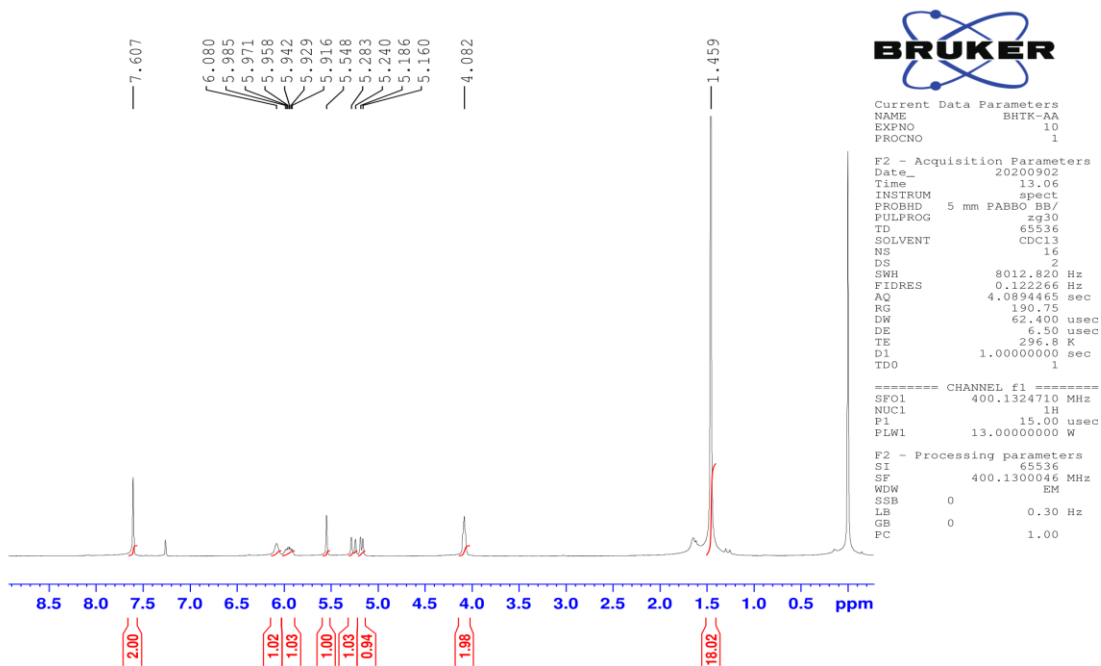 7.607
6.080
5.985
5.971
5.958
5.942
5.929
5.916
5.548
5.283
5.240
5.186
5.160
4.082
1.459
BRUKER
Current Data Parameters
NAME BHTK-AA
EXPNO 10
PROCNO 1
F2 - Acquisition Parameters
Date_ 20200902
Time 13.06
INSTRUM spect
PROBHD 5 mm PABBO BB/
PULPROG zg30
TD 65536
SOLVENT CDCl3
NS 16
DS 2
SWH 8012.820 Hz
FIDRES 0.122266 Hz
AQ 4.0894465 sec
RG 190.75
DW 62.400 usec
DE 6.50 usec
TE 296.8 K
D1 1.00000000 sec
TD0 1
======== CHANNEL f1 ========
SFO1 400.1324710 MHz
NUC1 1H
P1 15.00 usec
PLW1 13.00000000 W
F2 - Processing parameters
SI 65536
SF 400.1300046 MHz
WDW EM
SSB 0
LB 0.30 Hz
GB 0
PC 1.00
8.5 8.0 7.5 7.0 6.5 6.0 5.5 5.0 4.5 4.0 3.5 3.0 2.5 2.0 1.5 1.0 0.5 ppm
2.00
1.02
1.03
1.00
1.03
0.94
1.98
18.02